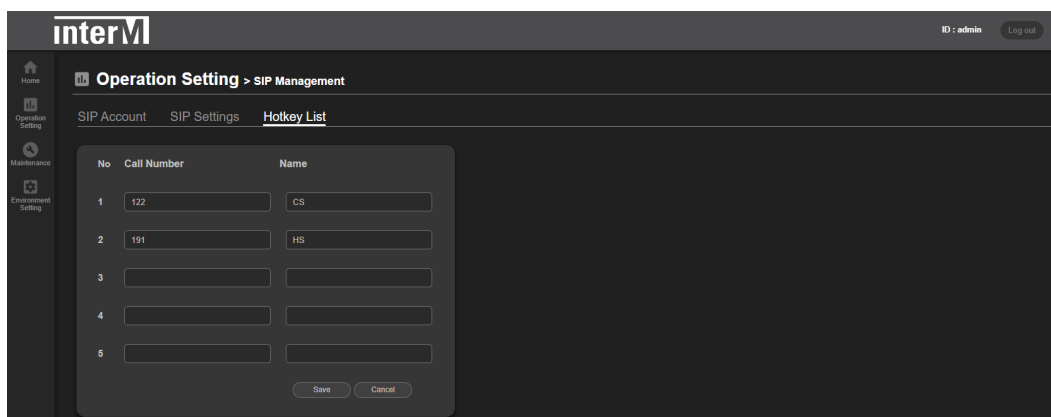 interM
ID : admin
Log out
Home
Operation Setting > SIP Management
Operation
Setting
SIP Account SIP Settings Hotkey List
Maintenance
No Call Number Name
Environment
Setting
1 122 CS
2 191 HS
3
4
5
Save Cancel